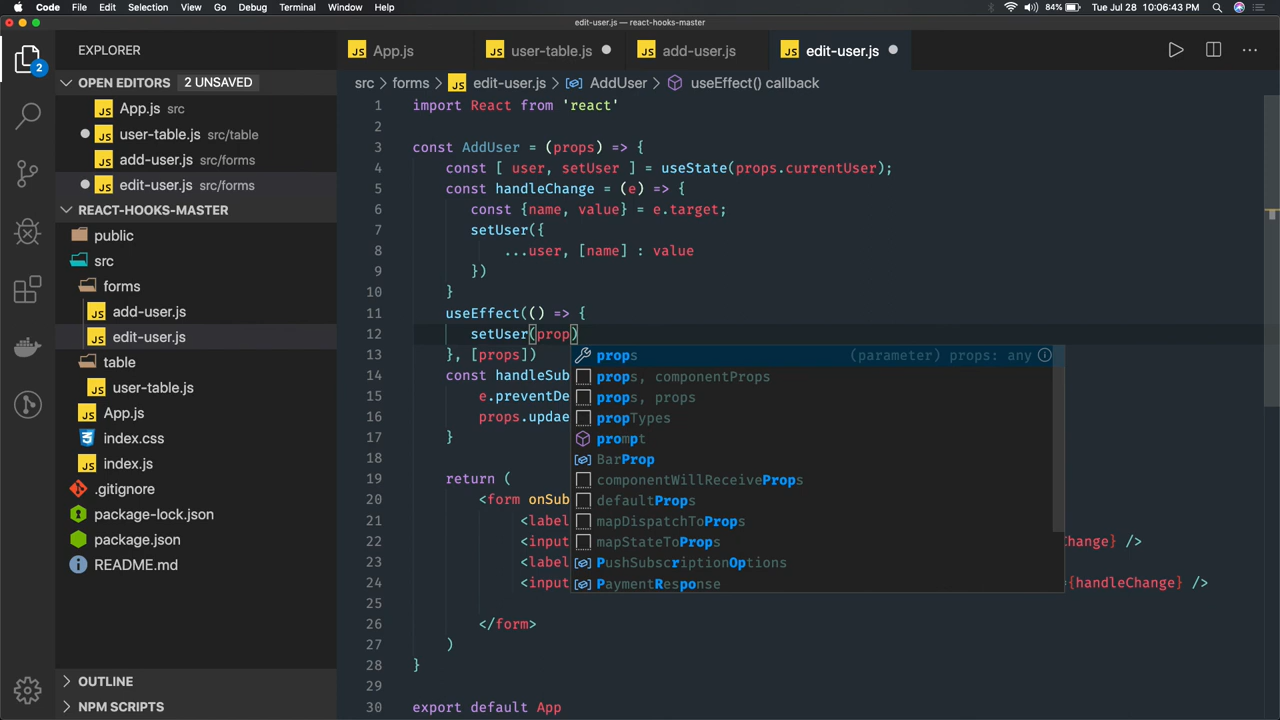 Code File Edit Selection View Go Debug Terminal Window Help 84% Tue Jul 28 10:06:43 PM
edit-user.js — react-hooks-master
EXPLORER
OPEN EDITORS 2 UNSAVED
App.js src
user-table.js src/table
add-user.js src/forms
edit-user.js src/forms
REACT-HOOKS-MASTER
public
src
forms
add-user.js
edit-user.js
table
user-table.js
App.js
index.css
index.js
.gitignore
package-lock.json
package.json
README.md
OUTLINE
NPM SCRIPTS
2
JS App.js JS user-table.js JS add-user.js JS edit-user.js
src forms JS edit-user.js AddUser useEffect() callback
1 import React from 'react'
2
3 const AddUser = (props) => {
4 const [ user, setUser ] = useState(props.currentUser);
5 const handleChange = (e) => {
6 const {name, value} = e.target;
7 setUser({
8 ...user, [name] : value
9 })
10 }
11 useEffect(() => {
12 setUser(prop)
13 }, [props])
14 const handleSub
15 e.preventDe
16 props.updae
17 }
18
19 return (
20 <form onSub
21 <label
22 <input Change} />
23 <label
24 <input ={handleChange} />
25
26 </form>
27 )
28 }
29
30 export default App
props (parameter) props: any
props, componentProps
props, props
propTypes
prompt
BarProp
componentWillReceiveProps
defaultProps
mapDispatchToProps
mapStateToProps
PushSubscriptionOptions
PaymentResponse